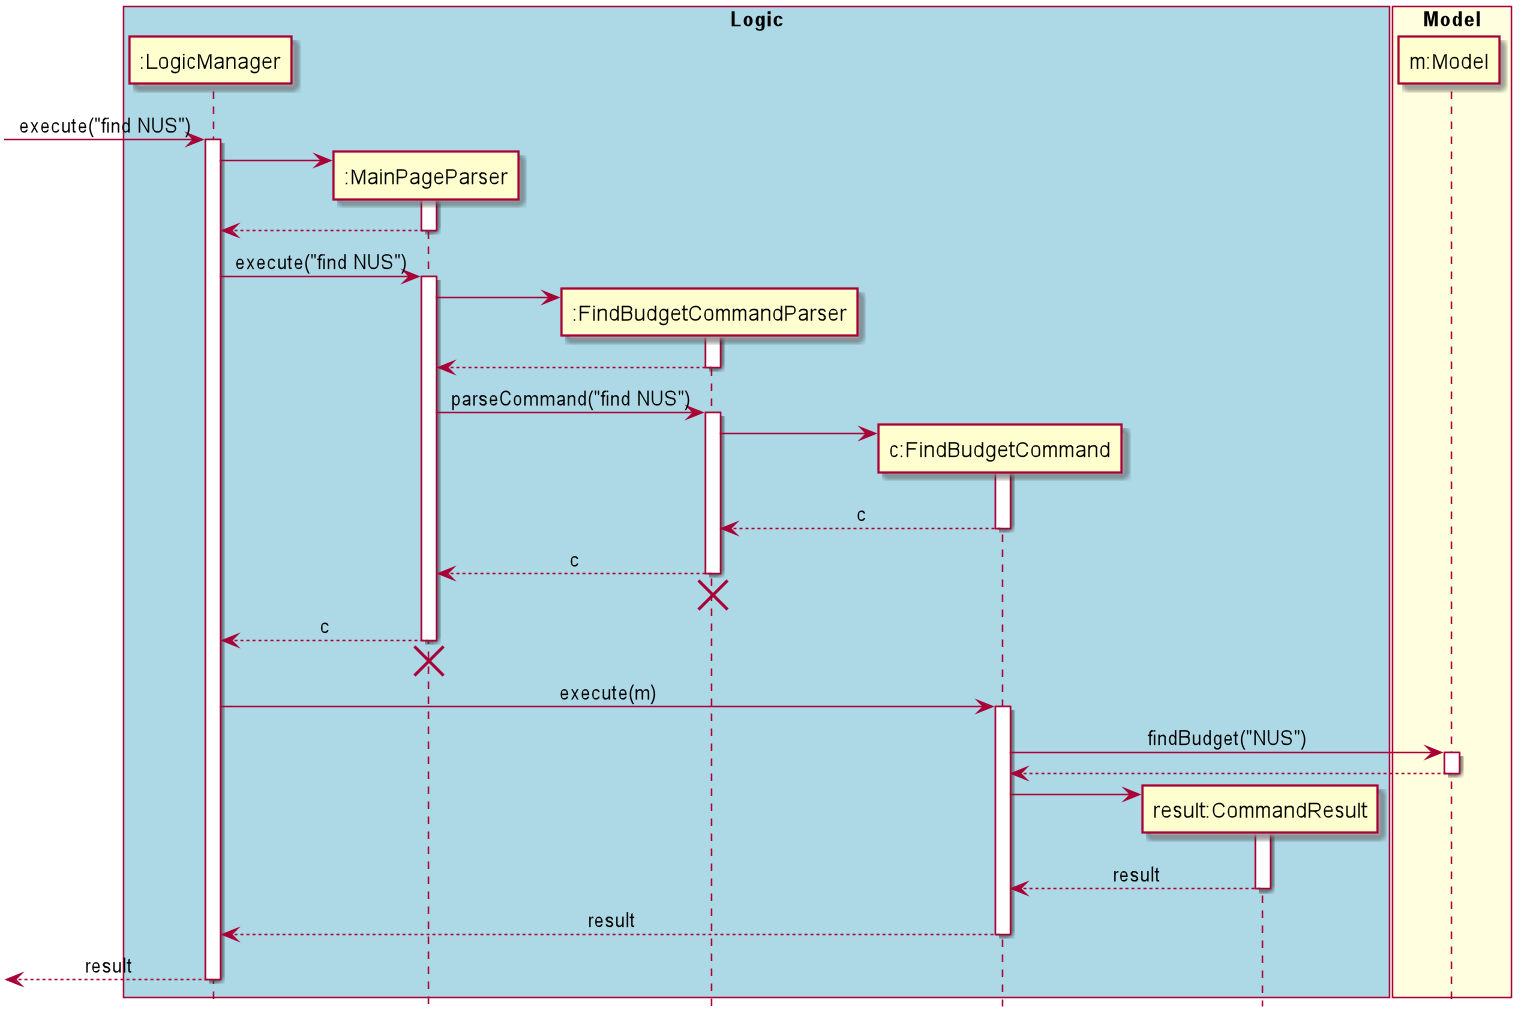 Logic
Model
:LogicManager
m:Model
execute("find NUS")
:MainPageParser
execute("find NUS")
:FindBudgetCommandParser
parseCommand("find NUS")
c:FindBudgetCommand
c
c
c
execute(m)
findBudget("NUS")
result:CommandResult
result
result
result